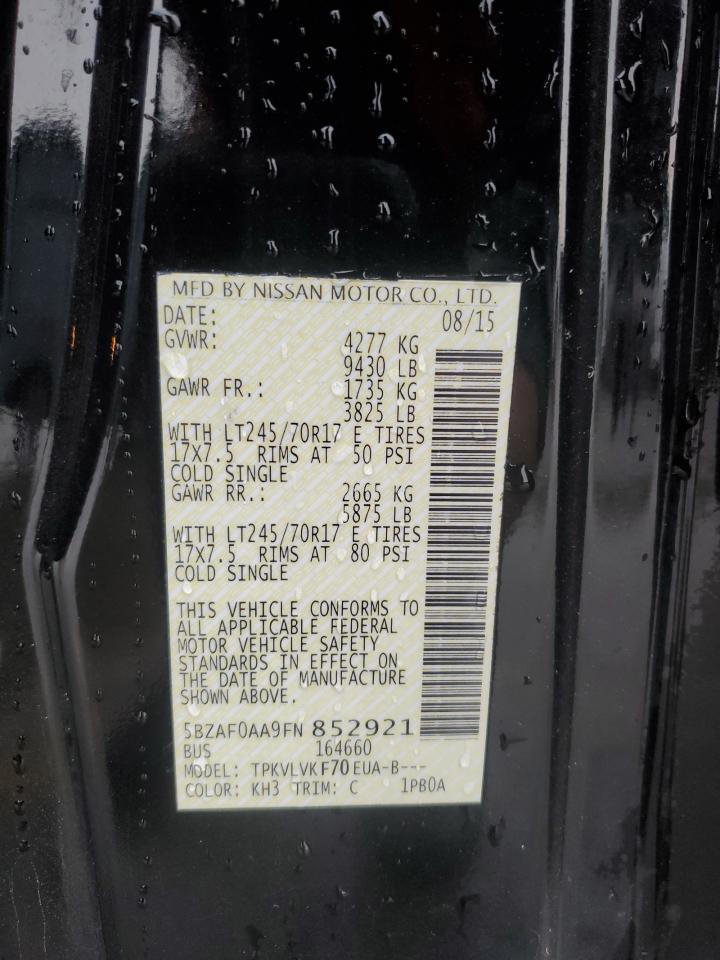 MFD BY NISSAN MOTOR CO., LTD.
DATE: 08/15
GVWR: 4277 KG
9430 LB
GAWR FR.: 1735 KG
3825 LB
WITH LT245/70R17 E TIRES
17X7.5 RIMS AT 50 PSI
COLD SINGLE
GAWR RR.: 2665 KG
5875 LB
WITH LT245/70R17 E TIRES
17X7.5 RIMS AT 80 PSI
COLD SINGLE
THIS VEHICLE CONFORMS TO
ALL APPLICABLE FEDERAL
MOTOR VEHICLE SAFETY
STANDARDS IN EFFECT ON
THE DATE OF MANUFACTURE
SHOWN ABOVE.
5BZAF0AA9FN 852921
BUS 164660
MODEL: TPKVLVKF70EUA-B---
COLOR: KH3 TRIM: C 1PB0A